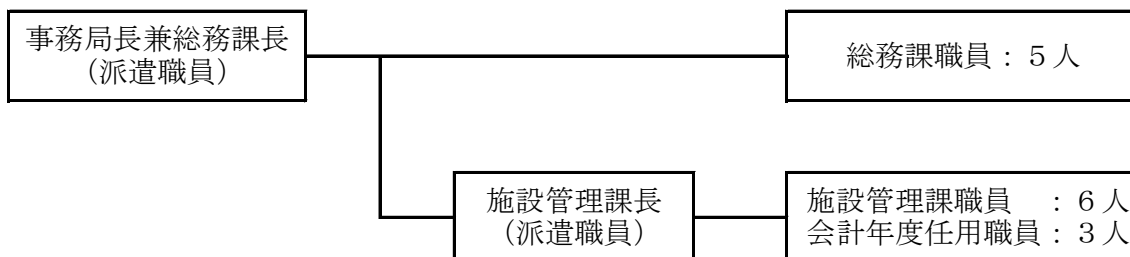 事務局長兼総務課長
（派遣職員）
総務課職員：５人
施設管理課長
（派遣職員）
施設管理課職員　：６人
会計年度任用職員：３人